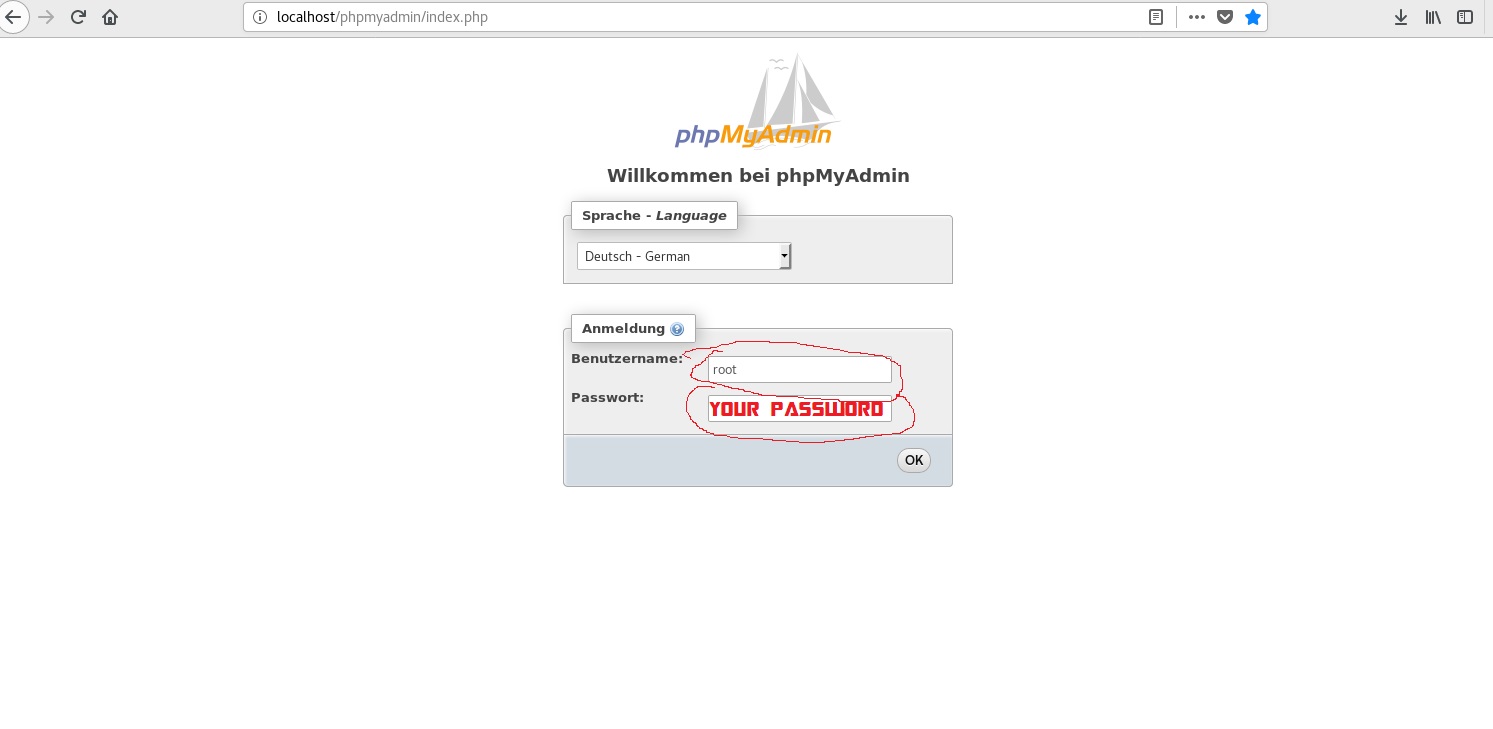 localhost/phpmyadmin/index.php
phpMyAdmin
Willkommen bei phpMyAdmin
Sprache - Language
Deutsch - German
Anmeldung
Benutzername:
root
Passwort:
YOUR PASSWORD
OK